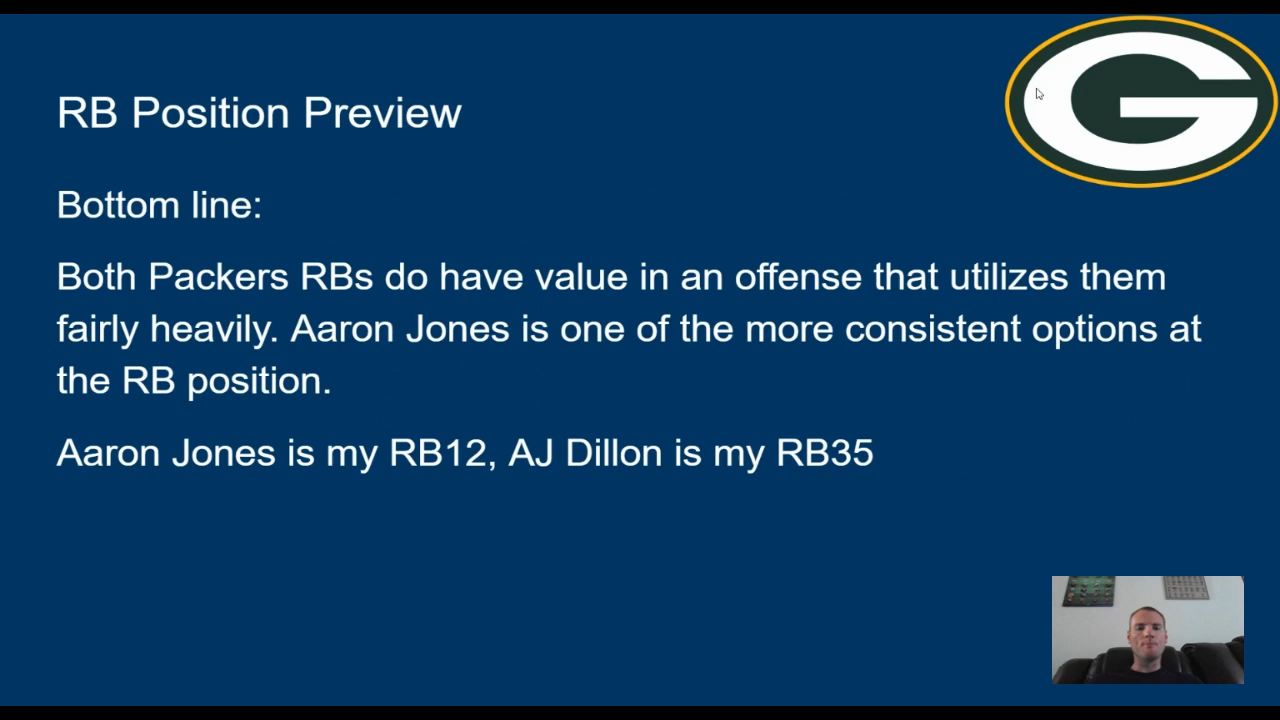 RB Position Preview
Bottom line:
Both Packers RBs do have value in an offense that utilizes them
fairly heavily. Aaron Jones is one of the more consistent options at
the RB position.
Aaron Jones is my RB12, AJ Dillon is my RB35
G